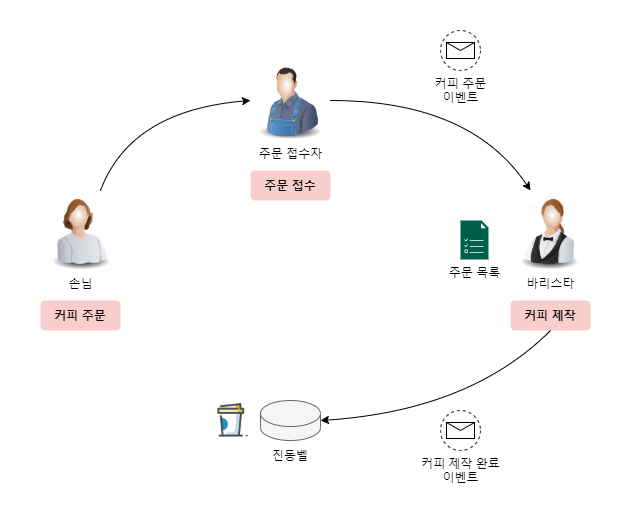 커피 주문
이벤트
주문 접수자
주문 접수
손님
커피 주문
주문 목록
바리스타
커피 제작
진동벨
커피 제작 완료
이벤트